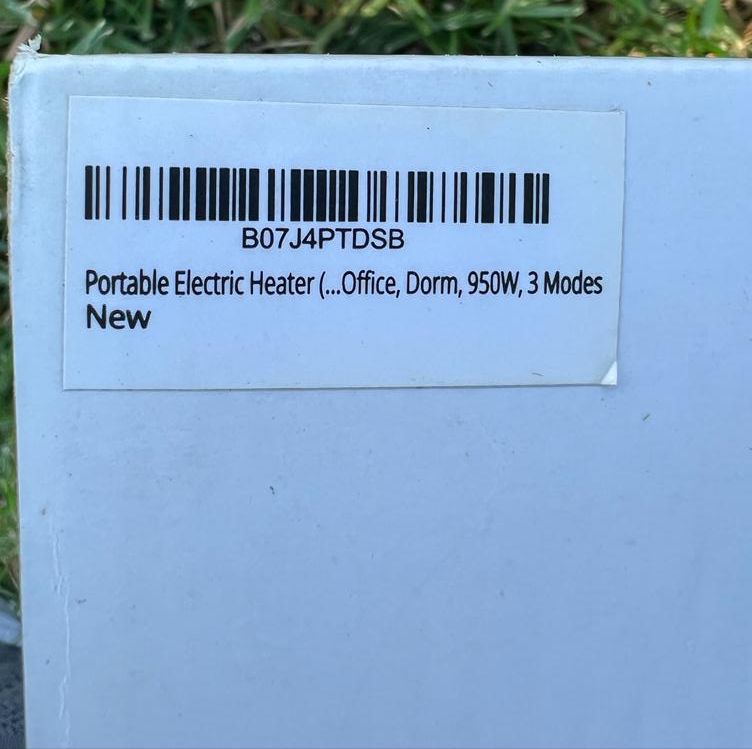 B07J4PTDSB
Portable Electric Heater (...Office, Dorm, 950W, 3 Modes
New